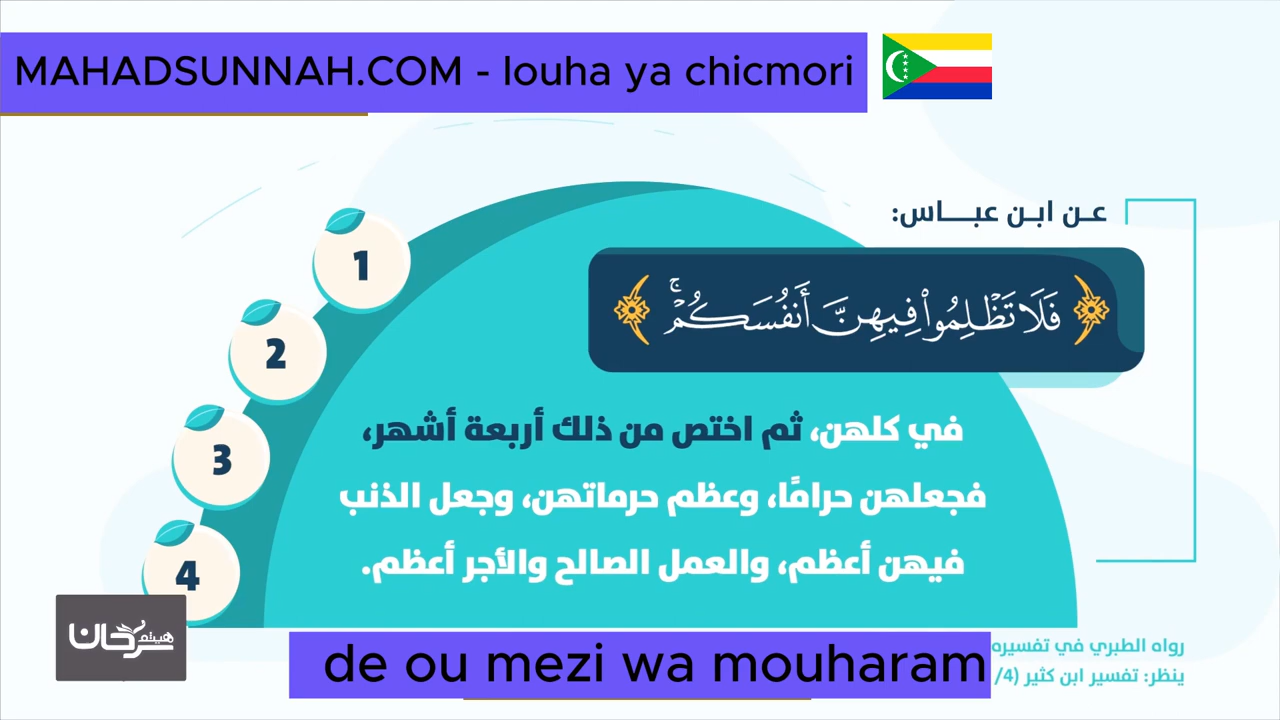 MAHADSUNNAH.COM - louha ya chicmori
عن ابن عباس:
﴿فَلَا تَظْلِمُوا۟ فِيهِنَّ أَنفُسَكُمْ ۚ﴾
1
2
3
4
في كلهن، ثم اختص من ذلك أربعة أشهر،
فجعلهن حرامًا، وعظم حرماتهن، وجعل الذنب
فيهن أعظم، والعمل الصالح والأجر أعظم.
هيثم سرحان
de ou mezi wa mouharam
رواه الطبري في تفسيره
ينظر: تفسير ابن كثير (4/